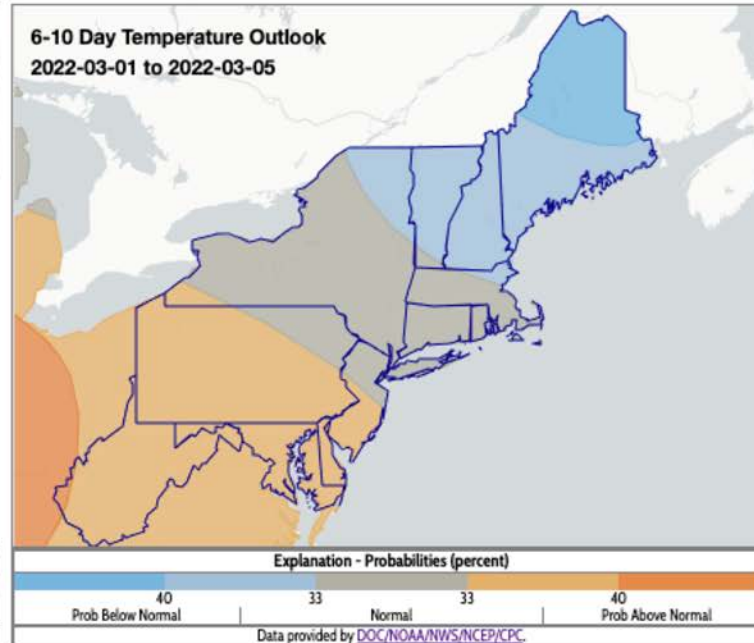 6-10 Day Temperature Outlook
2022-03-01 to 2022-03-05
Explanation - Probabilities (percent)
40 33 33 40
Prob Below Normal | Normal | Prob Above Normal
Data provided by DOC/NOAA/NWS/NCEP/CPC.